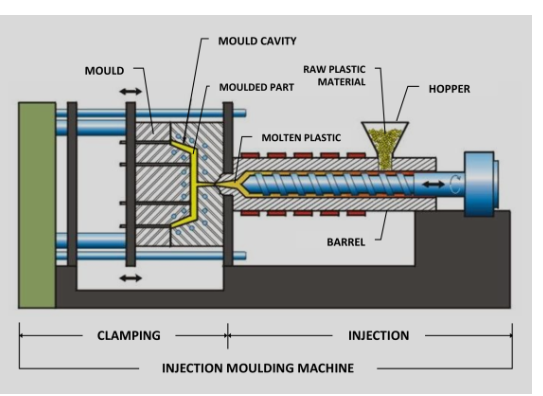 MOULD CAVITY
MOULD
RAW PLASTIC
MATERIAL
HOPPER
MOULDED PART
MOLTEN PLASTIC
BARREL
CLAMPING
INJECTION
INJECTION MOULDING MACHINE